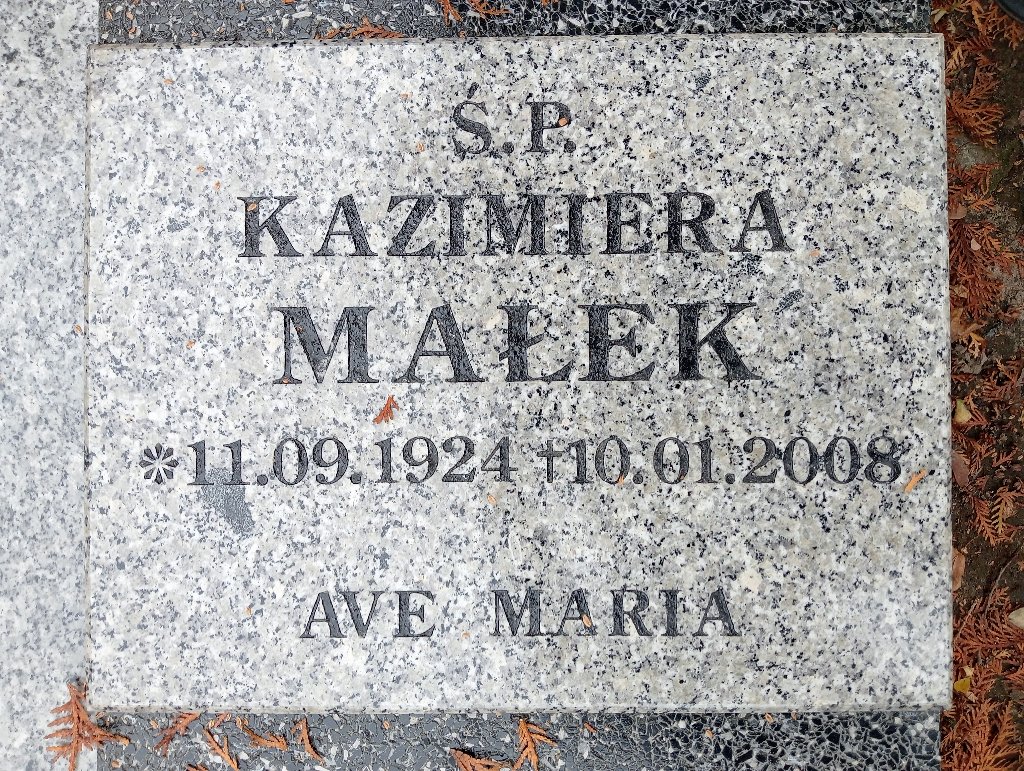 Ś.P.
KAZIMIERA
MAŁEK
*11.09.1924 †10.01.2008
AVE MARIA